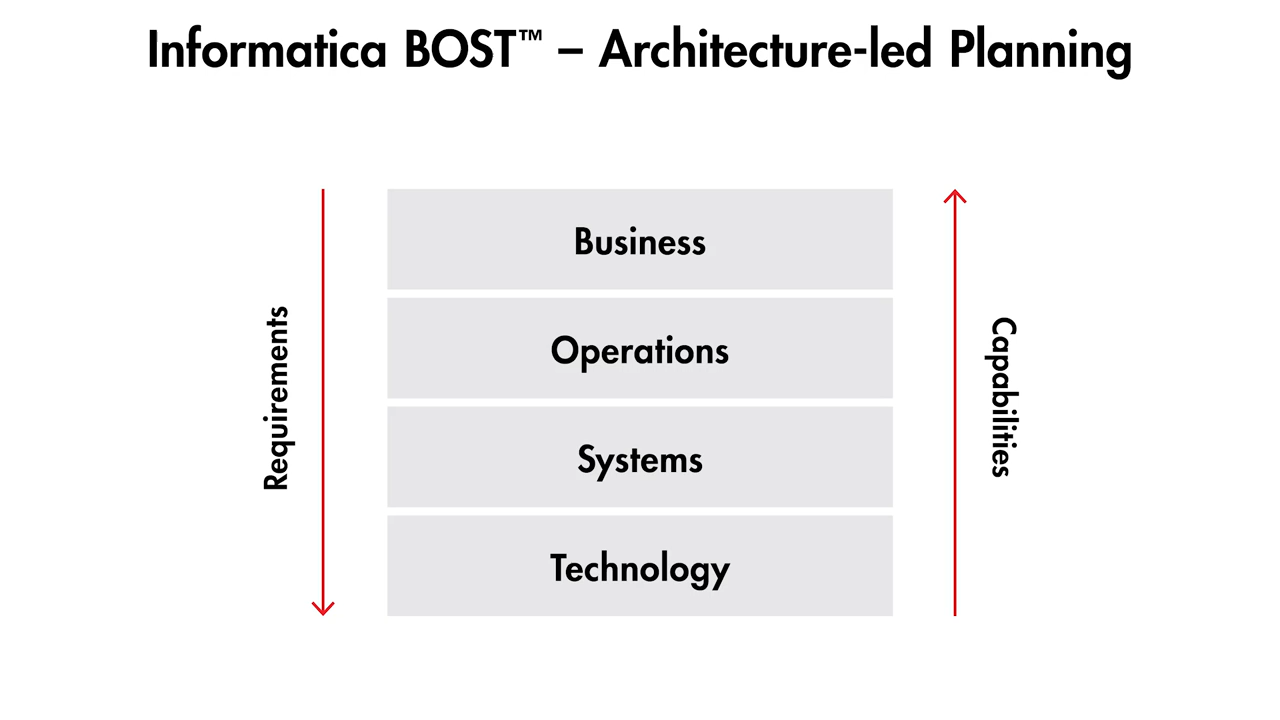 Informatica BOST™ – Architecture-led Planning
Requirements
Business
Operations
Systems
Technology
Capabilities